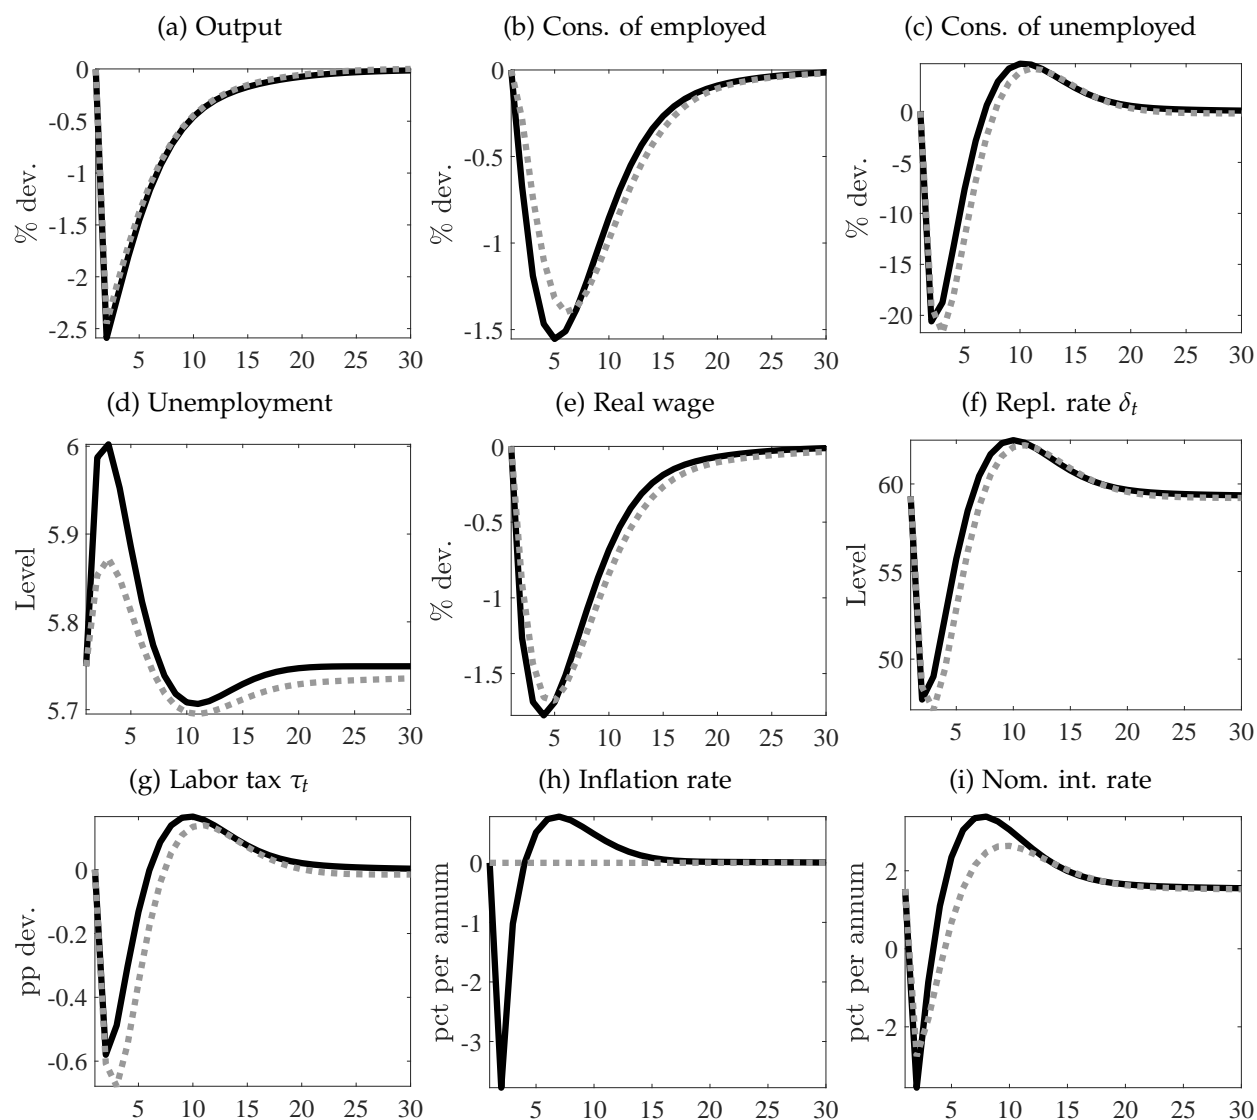 (a) Output
% dev.
0
-0.5
-1
-1.5
-2
-2.5
5 10 15 20 25 30
(b) Cons. of employed
% dev.
0
-0.5
-1
-1.5
5 10 15 20 25 30
(c) Cons. of unemployed
% dev.
0
-5
-10
-15
-20
5 10 15 20 25 30
(d) Unemployment
Level
6
5.9
5.8
5.7
5 10 15 20 25 30
(e) Real wage
% dev.
0
-0.5
-1
-1.5
5 10 15 20 25 30
(f) Repl. rate δt
Level
60
55
50
5 10 15 20 25 30
(g) Labor tax τt
pp dev.
0
-0.2
-0.4
-0.6
5 10 15 20 25 30
(h) Inflation rate
pct per annum
0
-1
-2
-3
5 10 15 20 25 30
(i) Nom. int. rate
pct per annum
2
0
-2
5 10 15 20 25 30